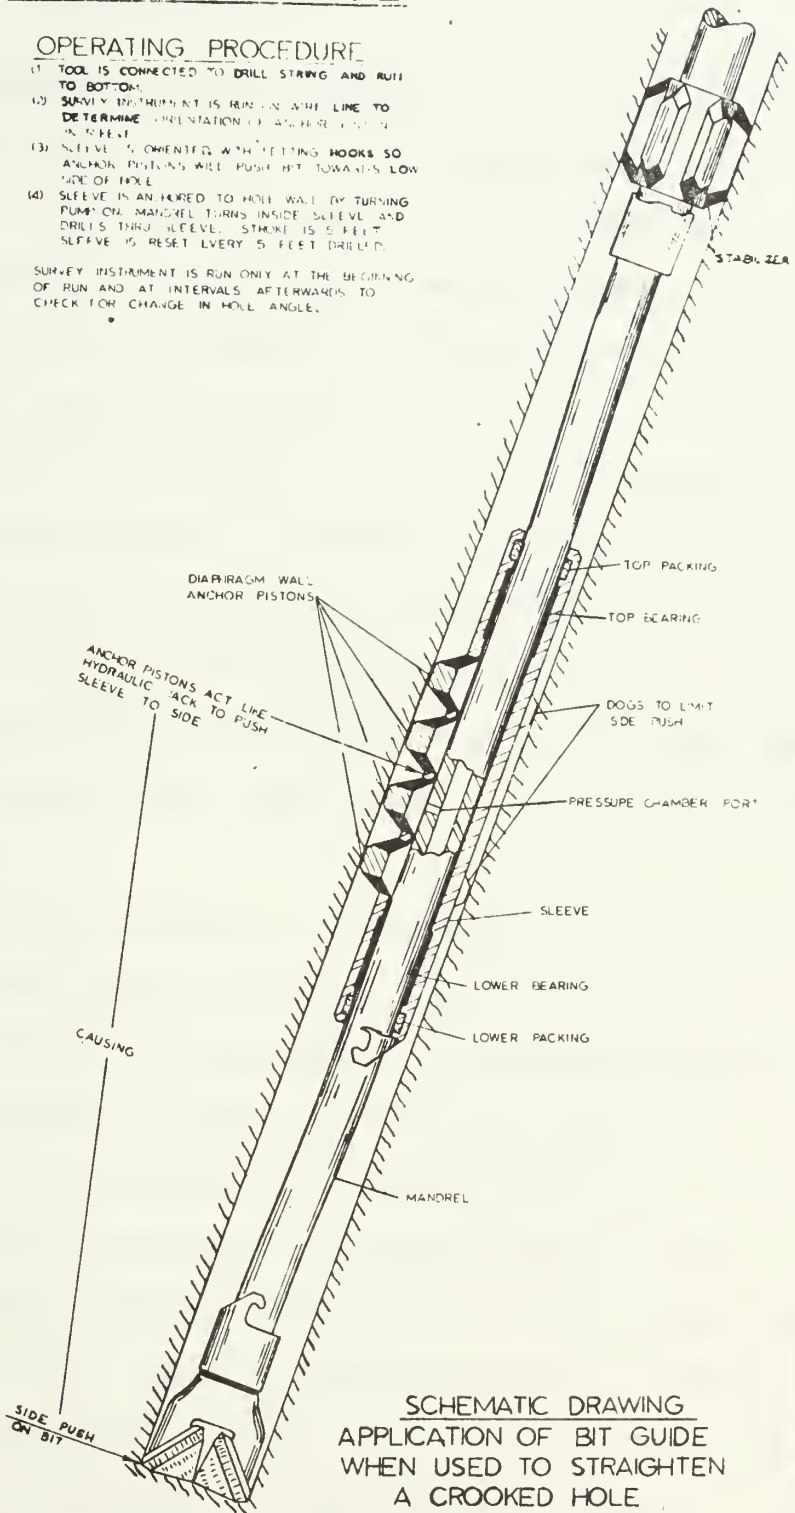 OPERATING PROCEDURE
(1) TOOL IS CONNECTED TO DRILL STRING AND RUN
TO BOTTOM.
(2) SURVEY INSTRUMENT IS RUN ON WIRE LINE TO
DETERMINE ORIENTATION OF ANCHOR
IN SLEEVE
(3) SLEEVE IS ORIENTED WITH SETTING HOOKS SO
ANCHOR PISTONS WILL PUSH BIT TOWARDS LOW
SIDE OF HOLE
(4) SLEEVE IS ANCHORED TO HOLE WALL BY TURNING
PUMP ON. MANDREL TURNS INSIDE SLEEVE AND
DRILLS THRU SLEEVE. STROKE IS 5 FEET
SLEEVE IS RESET EVERY 5 FEET DRILLED.
SURVEY INSTRUMENT IS RUN ONLY AT THE BEGINNING
OF RUN AND AT INTERVALS AFTERWARDS TO
CHECK FOR CHANGE IN HOLE ANGLE.
STABILIZER
DIAPHRAGM WALL
ANCHOR PISTONS
TOP PACKING
TOP BEARING
ANCHOR PISTONS ACT LIKE
HYDRAULIC JACK TO PUSH
SLEEVE TO SIDE
DOGS TO LIMIT
SIDE PUSH
PRESSURE CHAMBER PORT
SLEEVE
LOWER BEARING
LOWER PACKING
CAUSING
MANDREL
SIDE PUSH
ON BIT
SCHEMATIC DRAWING
APPLICATION OF BIT GUIDE
WHEN USED TO STRAIGHTEN
A CROOKED HOLE